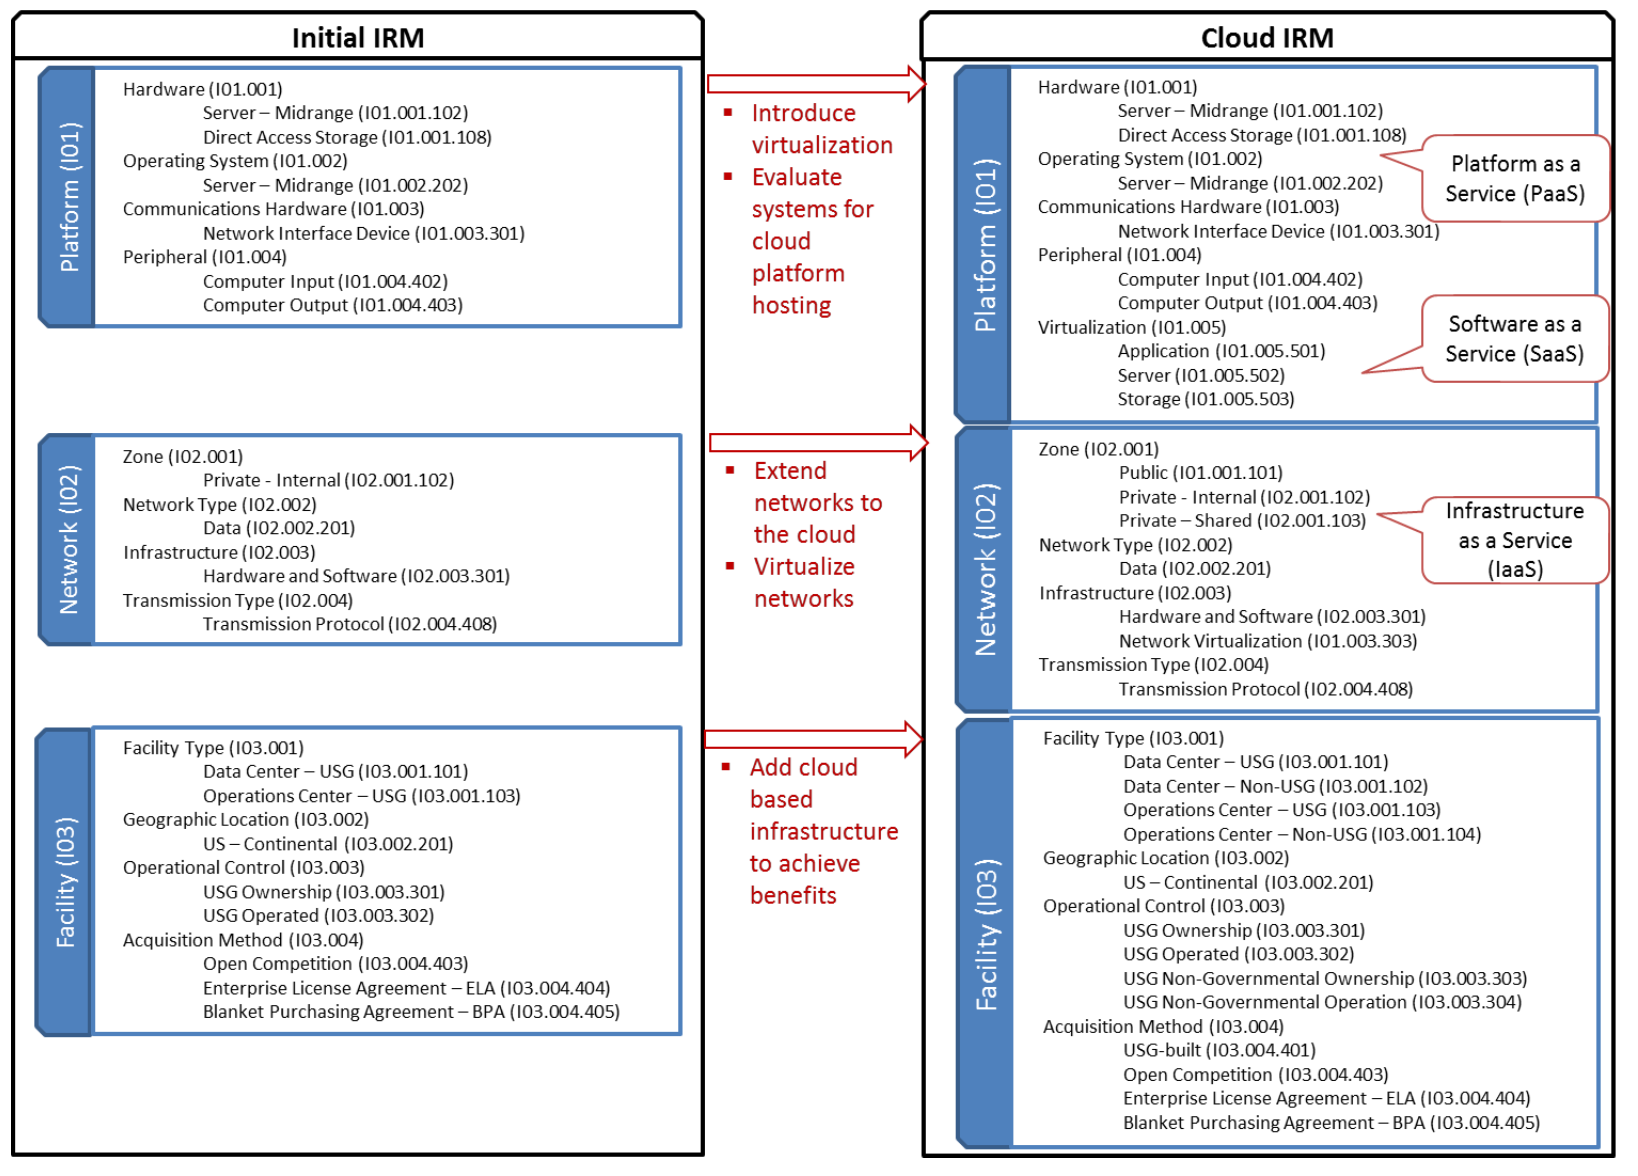 Initial IRM
Platform (I01)
Hardware (I01.001)
Server – Midrange (I01.001.102)
Direct Access Storage (I01.001.108)
Operating System (I01.002)
Server – Midrange (I01.002.202)
Communications Hardware (I01.003)
Network Interface Device (I01.003.301)
Peripheral (I01.004)
Computer Input (I01.004.402)
Computer Output (I01.004.403)
Network (I02)
Zone (I02.001)
Private - Internal (I02.001.102)
Network Type (I02.002)
Data (I02.002.201)
Infrastructure (I02.003)
Hardware and Software (I02.003.301)
Transmission Type (I02.004)
Transmission Protocol (I02.004.408)
Facility (I03)
Facility Type (I03.001)
Data Center – USG (I03.001.101)
Operations Center – USG (I03.001.103)
Geographic Location (I03.002)
US – Continental (I03.002.201)
Operational Control (I03.003)
USG Ownership (I03.003.301)
USG Operated (I03.003.302)
Acquisition Method (I03.004)
Open Competition (I03.004.403)
Enterprise License Agreement – ELA (I03.004.404)
Blanket Purchasing Agreement – BPA (I03.004.405)
▪ Introduce
virtualization
▪ Evaluate
systems for
cloud
platform
hosting
▪ Extend
networks to
the cloud
▪ Virtualize
networks
▪ Add cloud
based
infrastructure
to achieve
benefits
Cloud IRM
Platform (I01)
Hardware (I01.001)
Server – Midrange (I01.001.102)
Direct Access Storage (I01.001.108)
Operating System (I01.002)
Server – Midrange (I01.002.202)
Communications Hardware (I01.003)
Network Interface Device (I01.003.301)
Peripheral (I01.004)
Computer Input (I01.004.402)
Computer Output (I01.004.403)
Virtualization (I01.005)
Application (I01.005.501)
Server (I01.005.502)
Storage (I01.005.503)
Platform as a
Service (PaaS)
Software as a
Service (SaaS)
Network (I02)
Zone (I02.001)
Public (I01.001.101)
Private - Internal (I02.001.102)
Private – Shared (I02.001.103)
Network Type (I02.002)
Data (I02.002.201)
Infrastructure (I02.003)
Hardware and Software (I02.003.301)
Network Virtualization (I01.003.303)
Transmission Type (I02.004)
Transmission Protocol (I02.004.408)
Infrastructure
as a Service
(IaaS)
Facility (I03)
Facility Type (I03.001)
Data Center – USG (I03.001.101)
Data Center – Non-USG (I03.001.102)
Operations Center – USG (I03.001.103)
Operations Center – Non-USG (I03.001.104)
Geographic Location (I03.002)
US – Continental (I03.002.201)
Operational Control (I03.003)
USG Ownership (I03.003.301)
USG Operated (I03.003.302)
USG Non-Governmental Ownership (I03.003.303)
USG Non-Governmental Operation (I03.003.304)
Acquisition Method (I03.004)
USG-built (I03.004.401)
Open Competition (I03.004.403)
Enterprise License Agreement – ELA (I03.004.404)
Blanket Purchasing Agreement – BPA (I03.004.405)